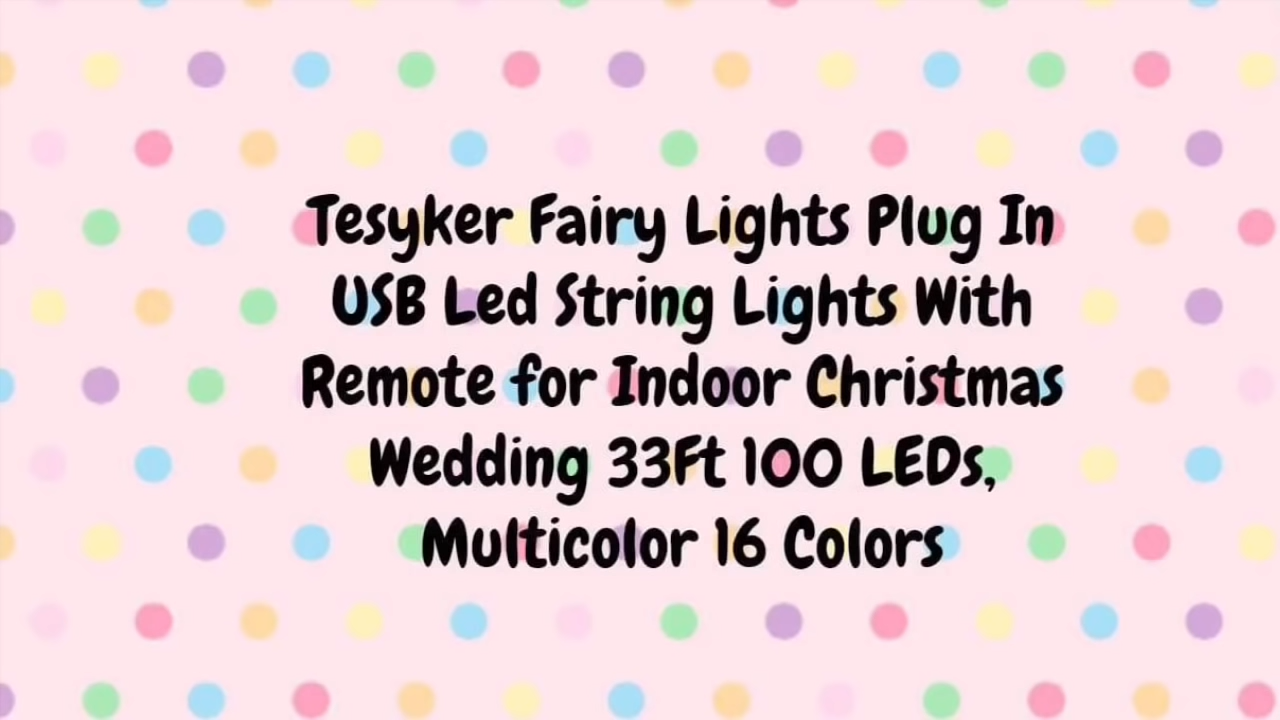 Tesyker Fairy Lights Plug In
USB Led String Lights With
Remote for Indoor Christmas
Wedding 33Ft 100 LEDs,
Multicolor 16 Colors